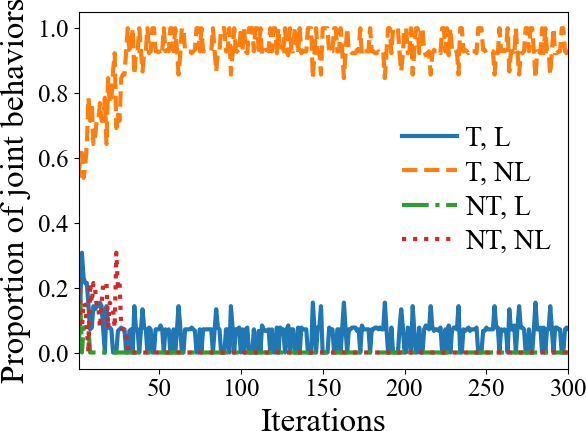 Proportion of joint behaviors
1.0
0.8
0.6
0.4
0.2
0.0
T, L
T, NL
NT, L
NT, NL
50 100 150 200 250 300
Iterations